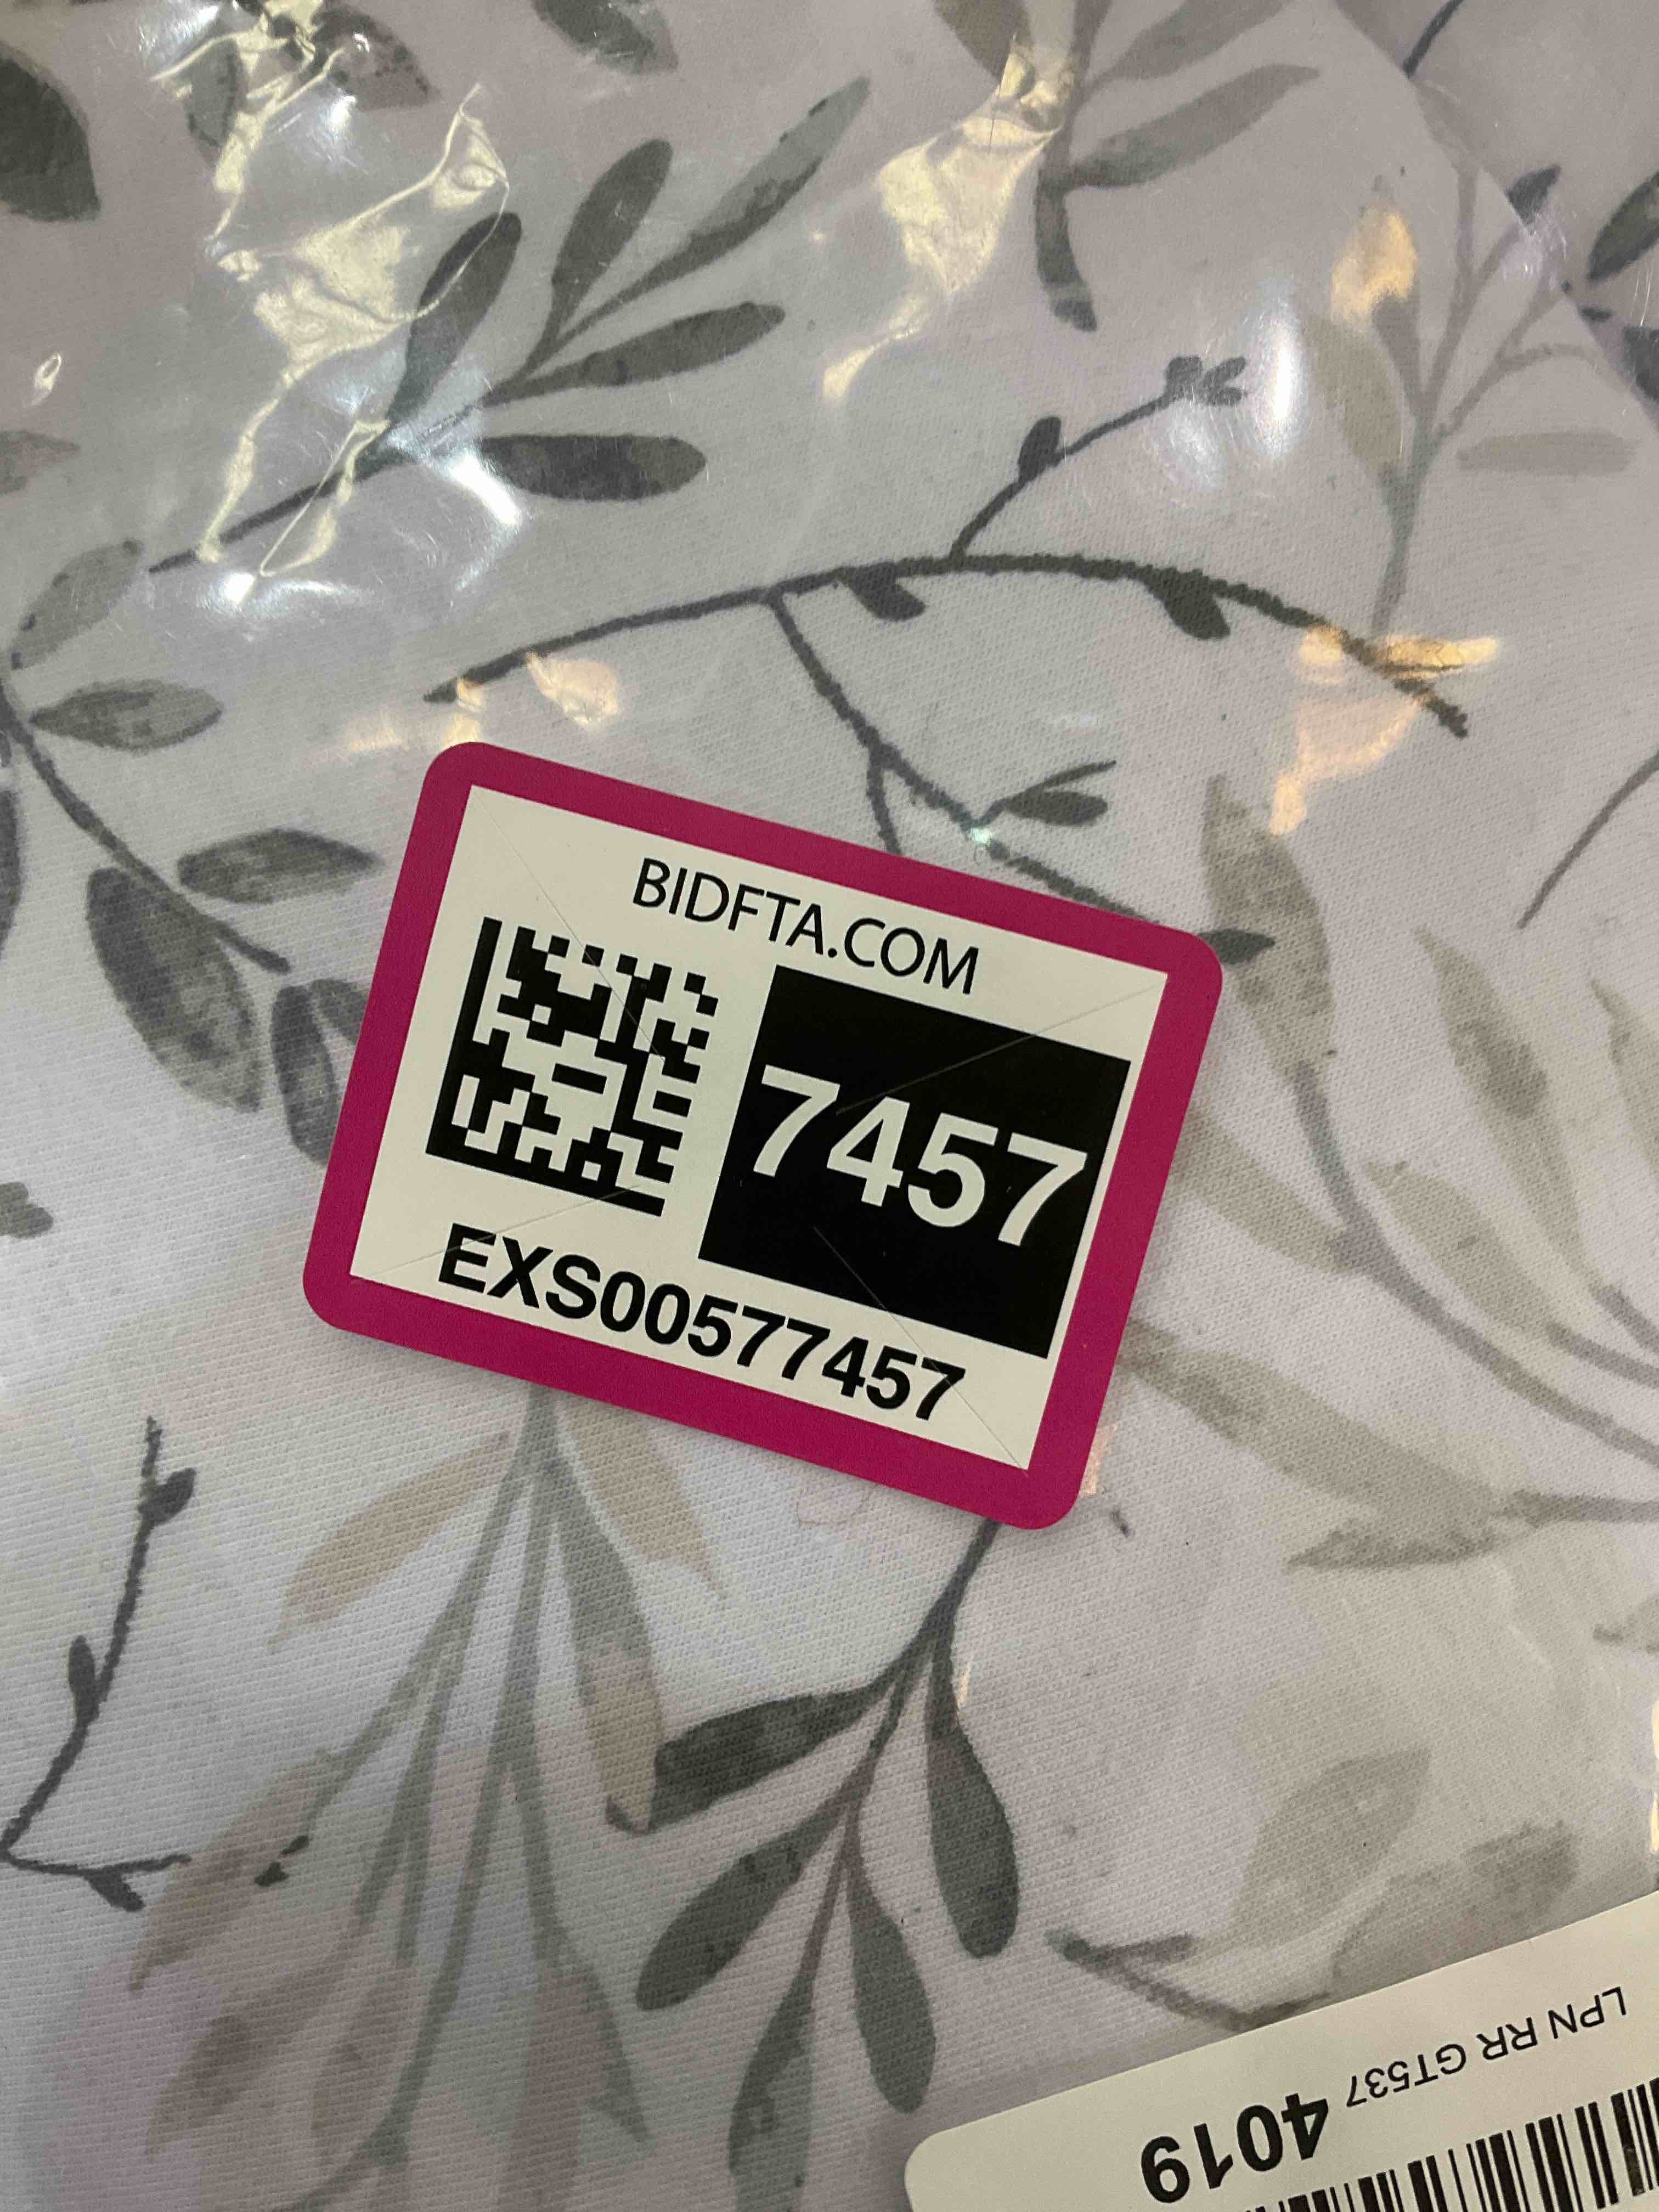 BIDFTA.COM
7457
EXS00577457
LPN RR GT537 4019